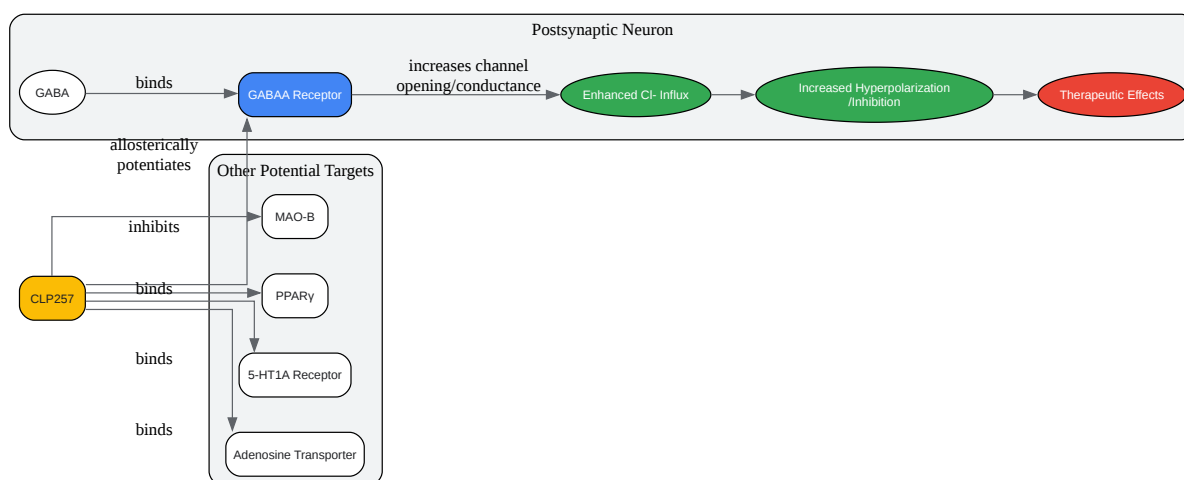 Postsynaptic Neuron
GABA
binds
GABAA Receptor
increases channel
opening/conductance
Enhanced Cl- Influx
Increased Hyperpolarization
/Inhibition
Therapeutic Effects
allosterically
potentiates
Other Potential Targets
MAO-B
inhibits
CLP257
binds
PPARγ
binds
5-HT1A Receptor
binds
Adenosine Transporter